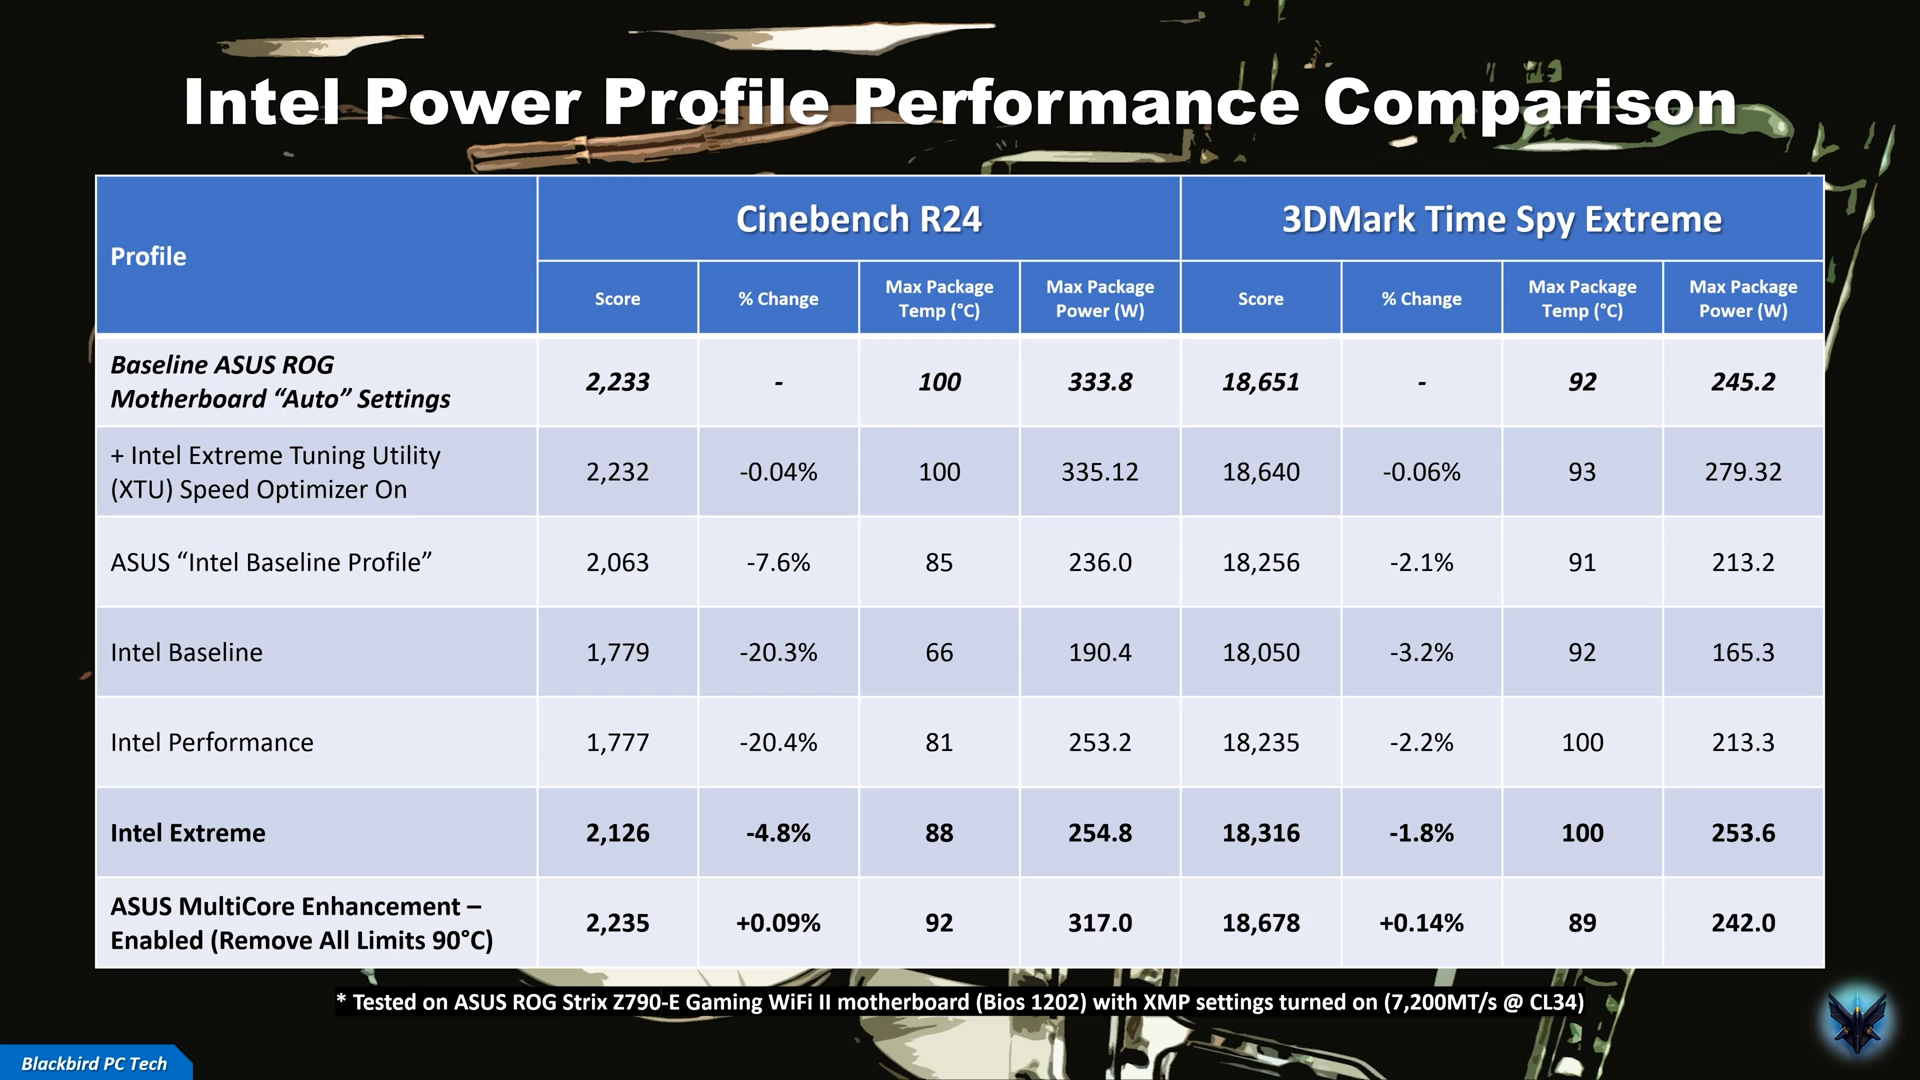 Intel Power Profile Performance Comparison
Profile
Cinebench R24
3DMark Time Spy Extreme
Score
% Change
Max Package
Temp (°C)
Max Package
Power (W)
Score
% Change
Max Package
Temp (°C)
Max Package
Power (W)
Baseline ASUS ROG
Motherboard “Auto” Settings
2,233
-
100
333.8
18,651
-
92
245.2
+ Intel Extreme Tuning Utility
(XTU) Speed Optimizer On
2,232
-0.04%
100
335.12
18,640
-0.06%
93
279.32
ASUS “Intel Baseline Profile”
2,063
-7.6%
85
236.0
18,256
-2.1%
91
213.2
Intel Baseline
1,779
-20.3%
66
190.4
18,050
-3.2%
92
165.3
Intel Performance
1,777
-20.4%
81
253.2
18,235
-2.2%
100
213.3
Intel Extreme
2,126
-4.8%
88
254.8
18,316
-1.8%
100
253.6
ASUS MultiCore Enhancement –
Enabled (Remove All Limits 90°C)
2,235
+0.09%
92
317.0
18,678
+0.14%
89
242.0
* Tested on ASUS ROG Strix Z790-E Gaming WiFi II motherboard (Bios 1202) with XMP settings turned on (7,200MT/s @ CL34)
Blackbird PC Tech